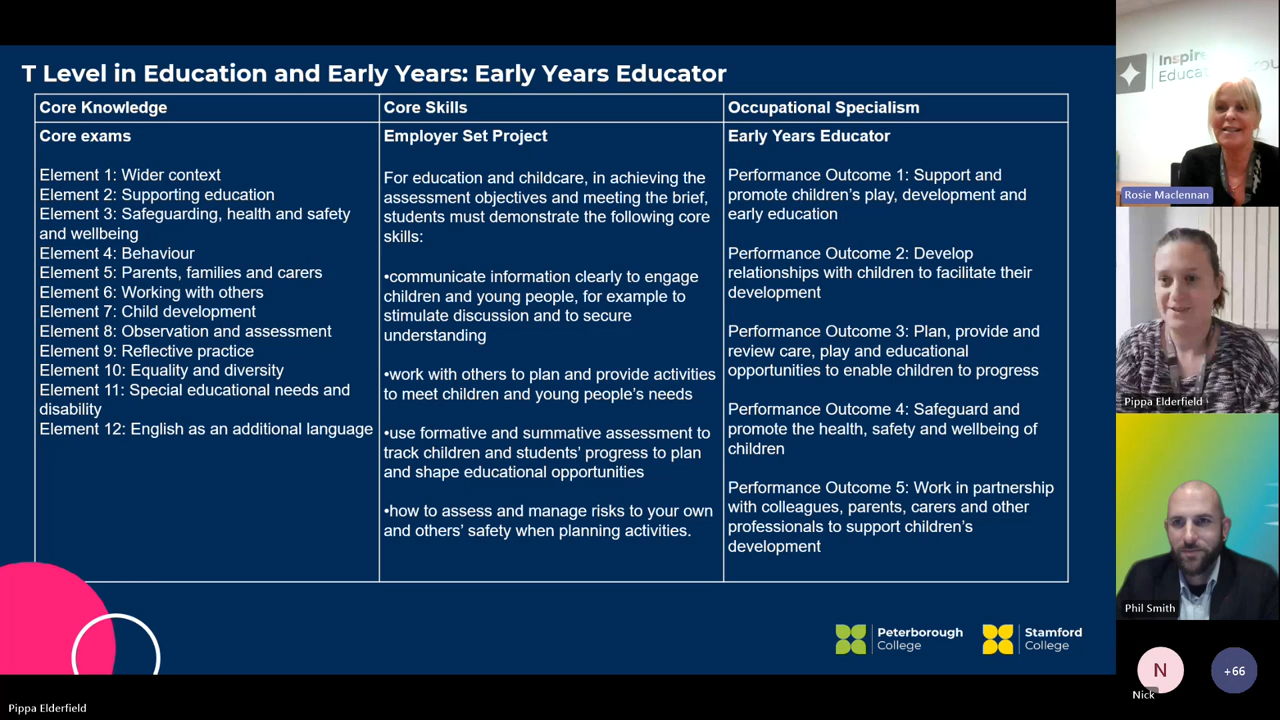 T Level in Education and Early Years: Early Years Educator
Core Knowledge
Core exams
Element 1: Wider context
Element 2: Supporting education
Element 3: Safeguarding, health and safety
and wellbeing
Element 4: Behaviour
Element 5: Parents, families and carers
Element 6: Working with others
Element 7: Child development
Element 8: Observation and assessment
Element 9: Reflective practice
Element 10: Equality and diversity
Element 11: Special educational needs and
disability
Element 12: English as an additional language
Core Skills
Employer Set Project
For education and childcare, in achieving the
assessment objectives and meeting the brief,
students must demonstrate the following core
skills:
•communicate information clearly to engage
children and young people, for example to
stimulate discussion and to secure
understanding
•work with others to plan and provide activities
to meet children and young people's needs
•use formative and summative assessment to
track children and students' progress to plan
and shape educational opportunities
•how to assess and manage risks to your own
and others' safety when planning activities.
Occupational Specialism
Early Years Educator
Performance Outcome 1: Support and
promote children's play, development and
early education
Performance Outcome 2: Develop
relationships with children to facilitate their
development
Performance Outcome 3: Plan, provide and
review care, play and educational
opportunities to enable children to progress
Performance Outcome 4: Safeguard and
promote the health, safety and wellbeing of
children
Performance Outcome 5: Work in partnership
with colleagues, parents, carers and other
professionals to support children's
development
Peterborough
College
Stamford
College
Pippa Elderfield
Rosie Maclennan
Pippa Elderfield
Phil Smith
N
Nick
+66